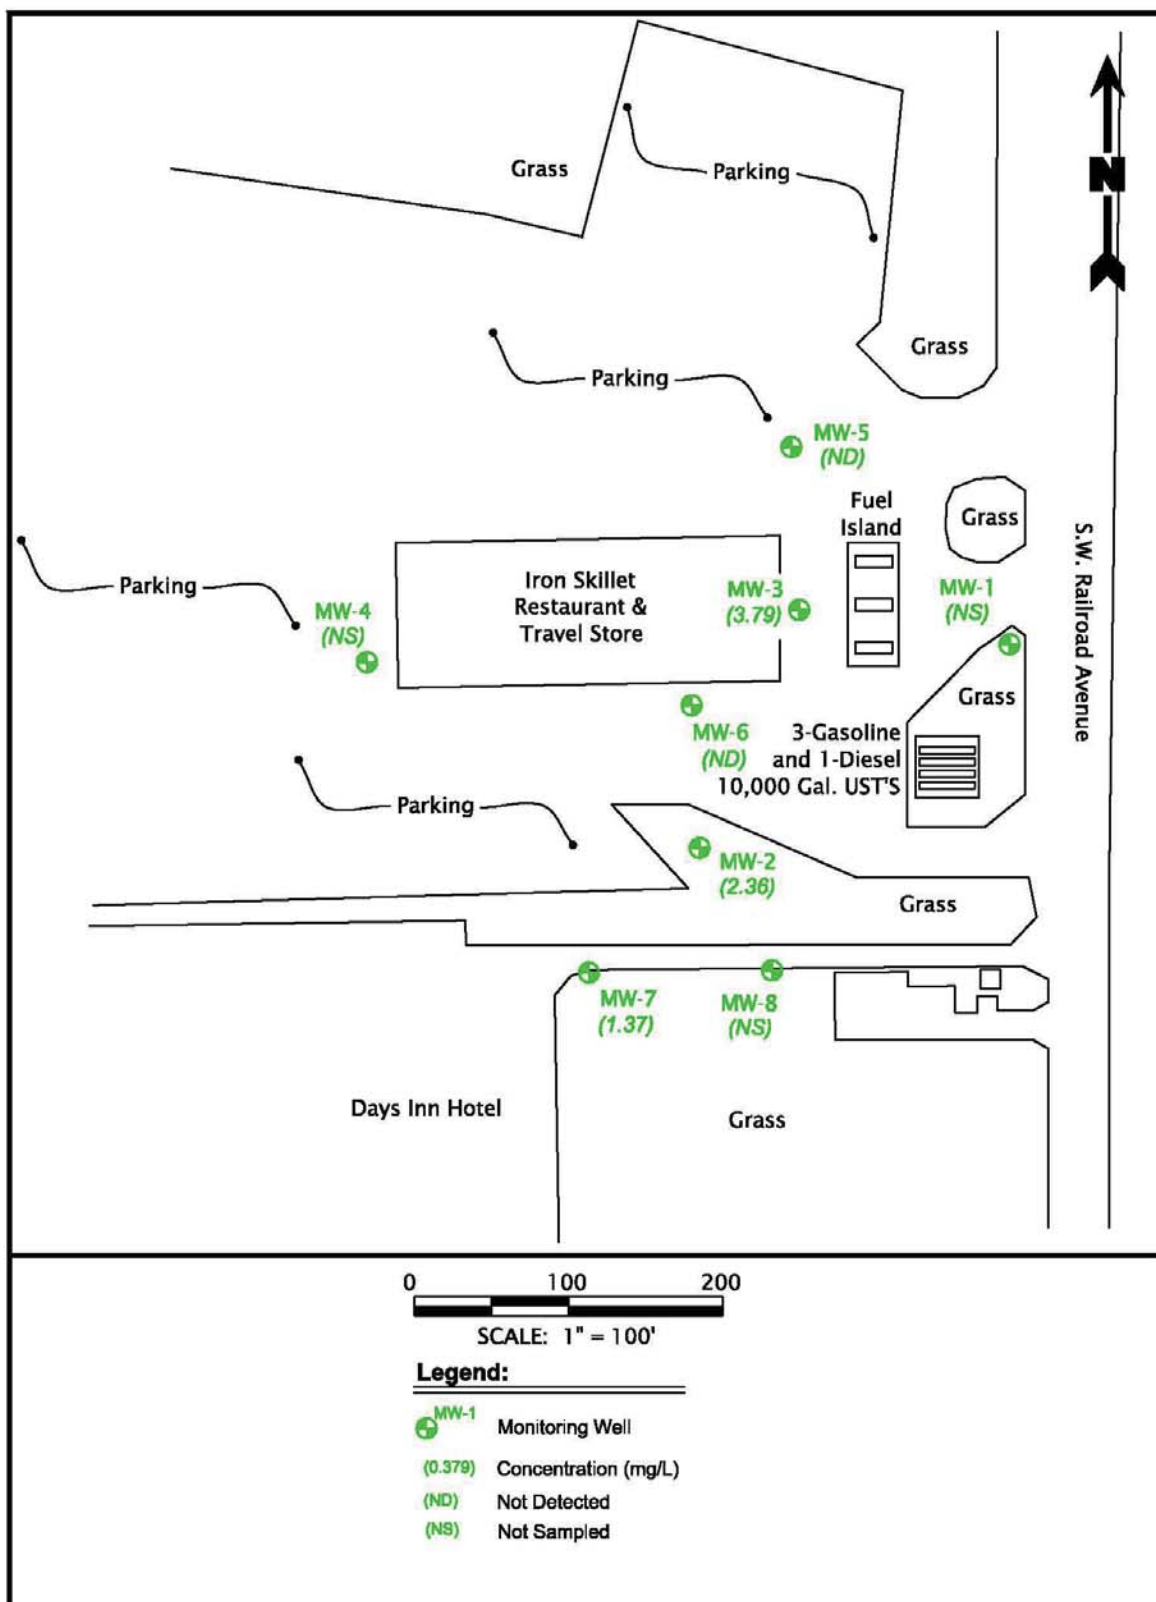 N
Grass
Parking
Grass
Parking
MW-5
(ND)
Fuel
Island
Grass
S.W. Railroad Avenue
Parking
Iron Skillet
Restaurant &
Travel Store
MW-3
(3.79)
MW-1
(NS)
MW-4
(NS)
Grass
MW-6
(ND)
3-Gasoline
and 1-Diesel
10,000 Gal. UST'S
Parking
MW-2
(2.36)
Grass
MW-7
(1.37)
MW-8
(NS)
Days Inn Hotel
Grass
0 100 200
SCALE: 1" = 100'
Legend:
MW-1 Monitoring Well
(0.379) Concentration (mg/L)
(ND) Not Detected
(NS) Not Sampled